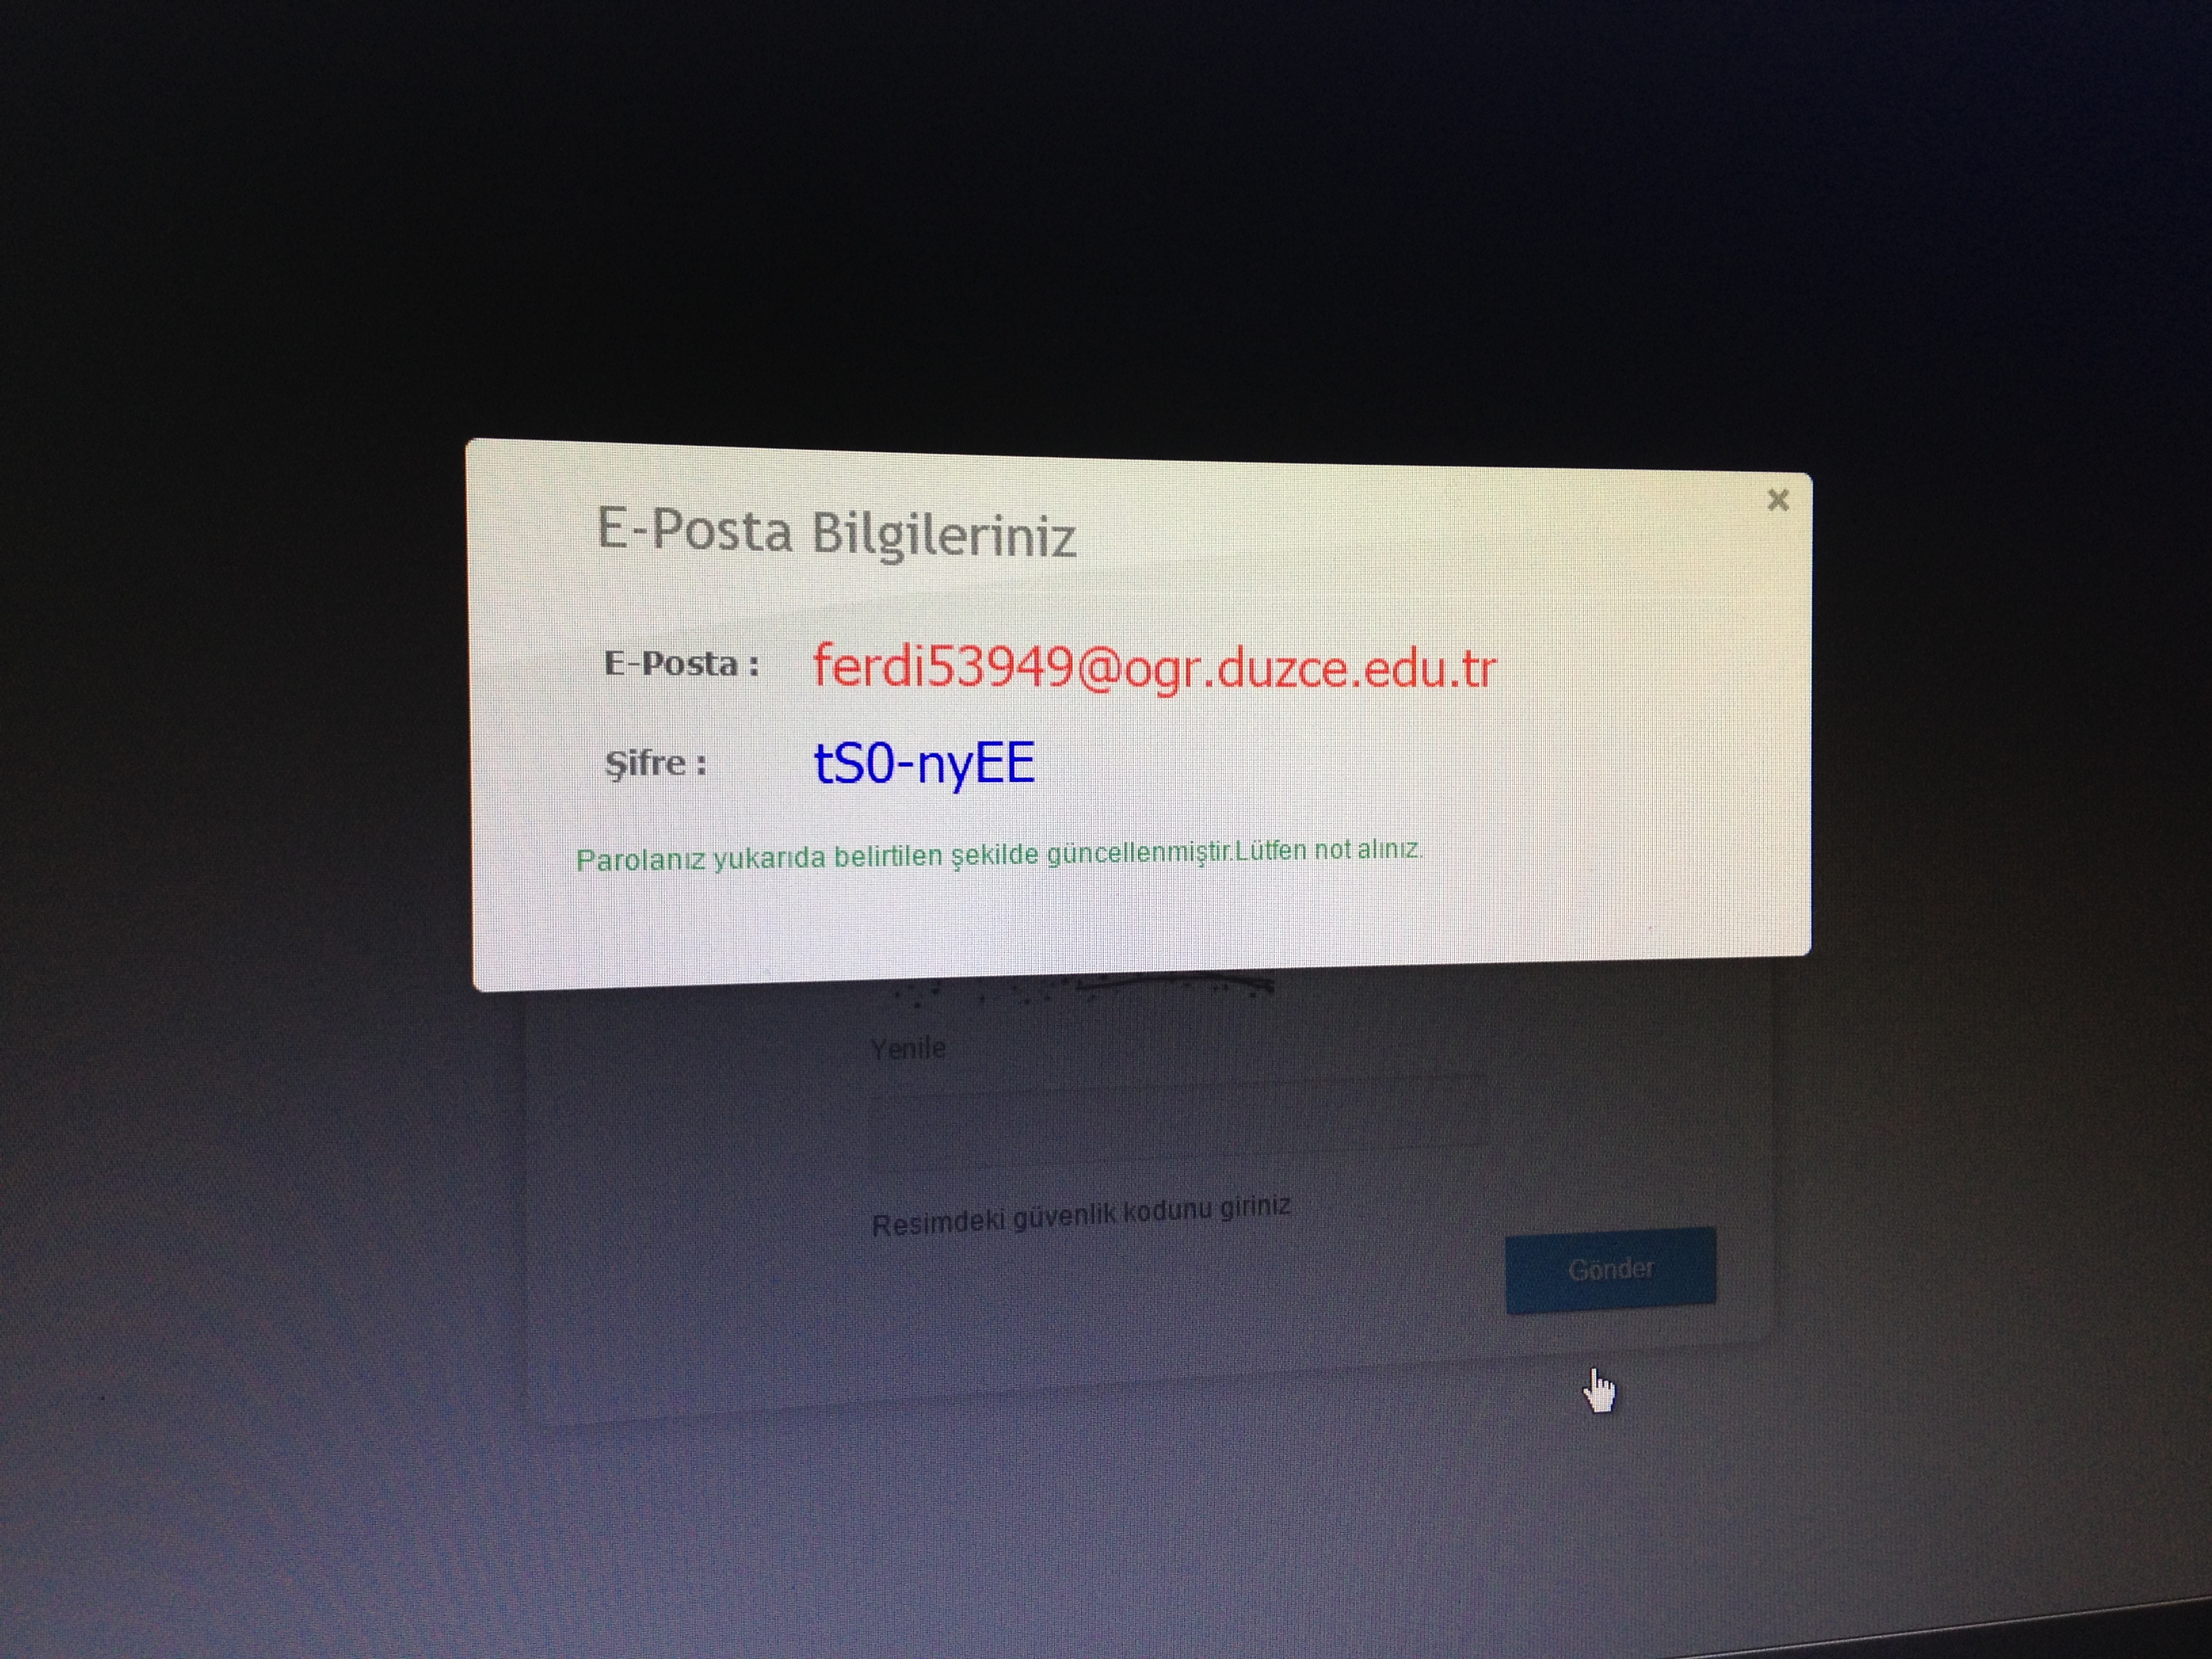 E-Posta Bilgileriniz
E-Posta : ferdi53949@ogr.duzce.edu.tr
Şifre : tS0-nyEE
Parolanız yukarıda belirtilen şekilde güncellenmiştir.Lütfen not alınız.
Yenile
Resimdeki güvenlik kodunu giriniz
Gönder